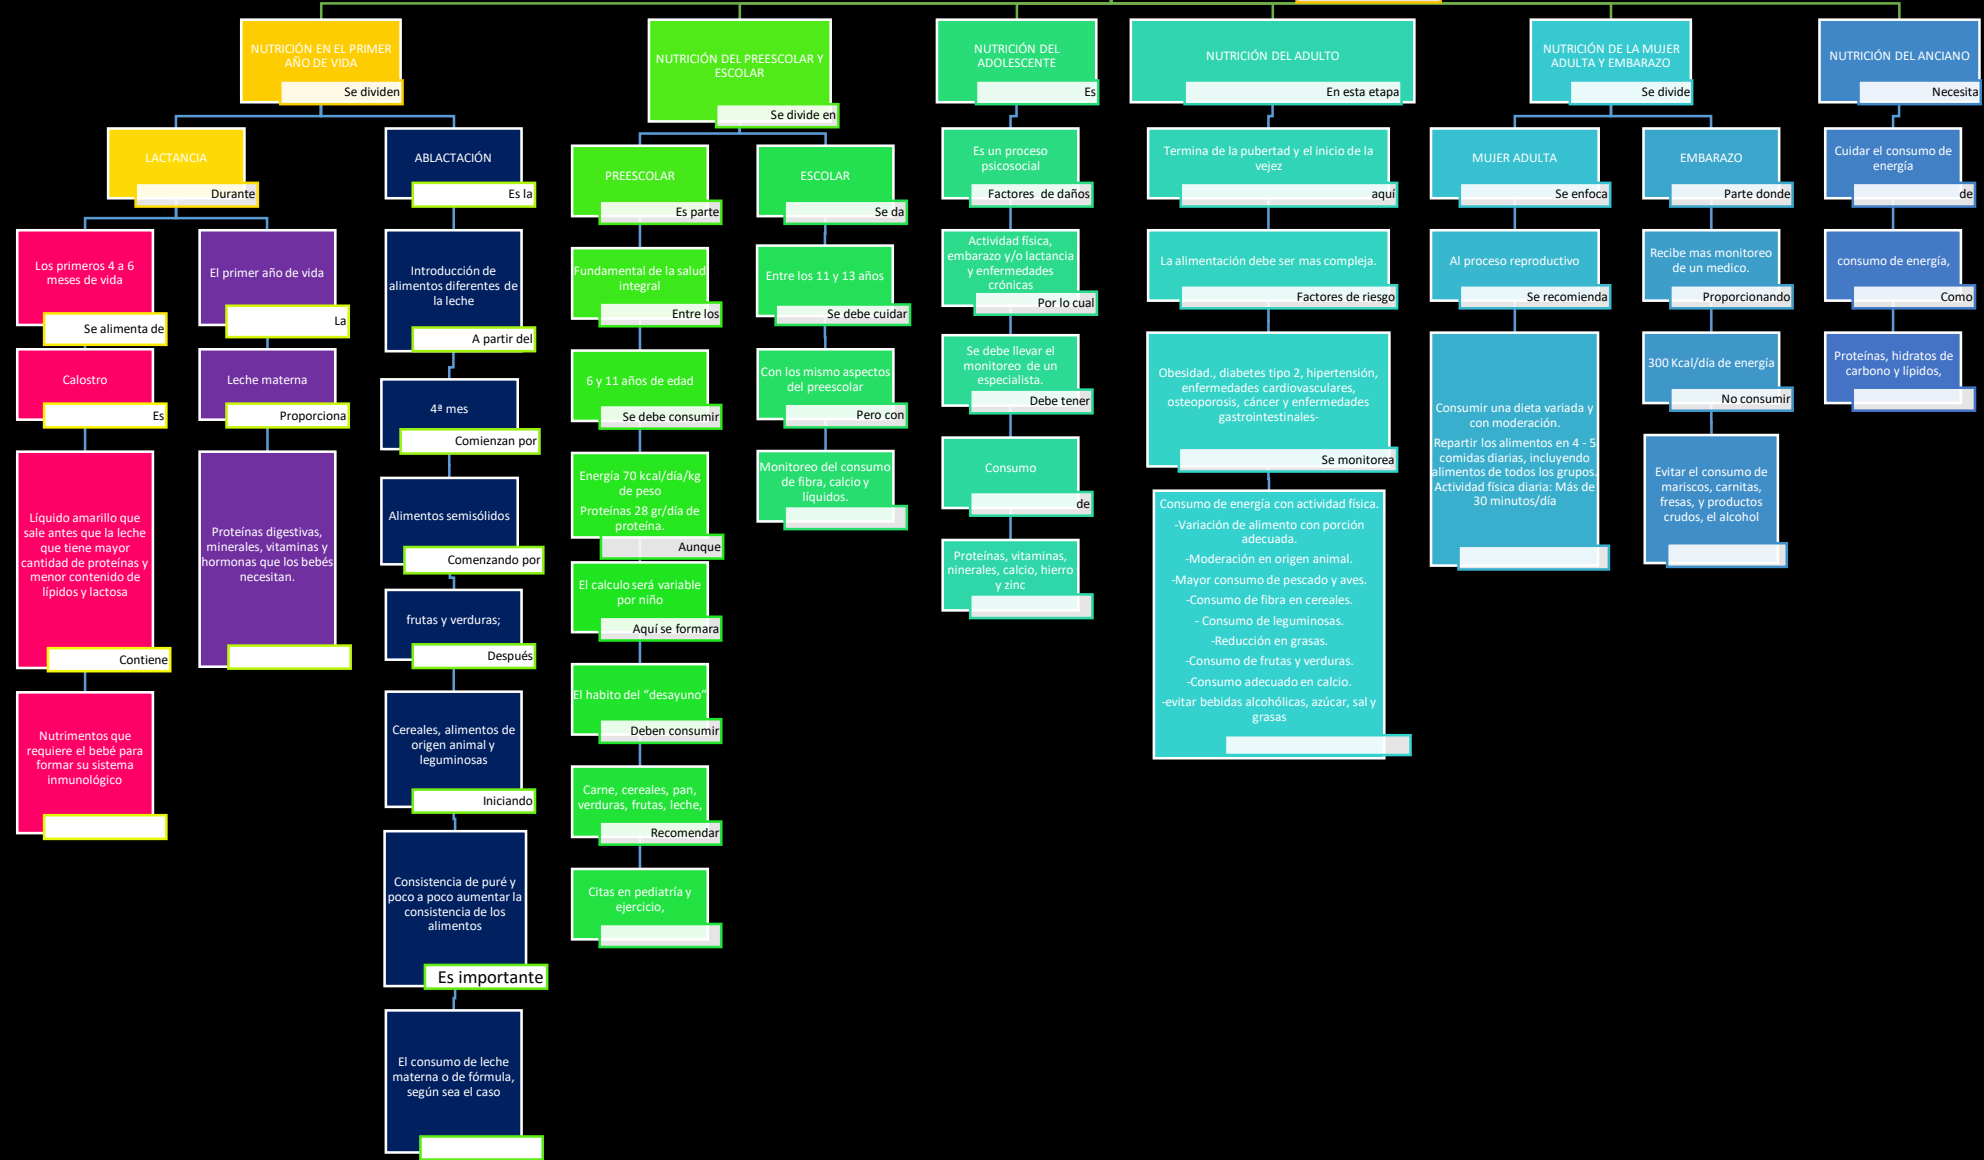 NUTRICIÓN EN EL PRIMER
AÑO DE VIDA
Se dividen
LACTANCIA
Durante
Los primeros 4 a 6
meses de vida
Se alimenta de
Calostro
Es
Líquido amarillo que
sale antes que la leche
que tiene mayor
cantidad de proteínas y
menor contenido de
lípidos y lactosa
Contiene
Nutrimentos que
requiere el bebé para
formar su sistema
inmunológico
El primer año de vida
La
Leche materna
Proporciona
Proteínas digestivas,
minerales, vitaminas y
hormonas que los bebés
necesitan.
ABLACTACIÓN
Es la
Introducción de
alimentos diferentes de
la leche
A partir del
4ª mes
Comienzan por
Alimentos semisólidos
Comenzando por
frutas y verduras;
Después
Cereales, alimentos de
origen animal y
leguminosas
Iniciando
Consistencia de puré y
poco a poco aumentar la
consistencia de los
alimentos
Es importante
El consumo de leche
materna o de fórmula,
según sea el caso
NUTRICIÓN DEL PREESCOLAR Y
ESCOLAR
Se divide en
PREESCOLAR
Es parte
Fundamental de la salud
integral
Entre los
6 y 11 años de edad
Se debe consumir
Energía 70 kcal/día/kg
de peso
Proteínas 28 gr/día de
proteína.
Aunque
El calculo será variable
por niño
Aquí se formara
El habito del “desayuno”
Deben consumir
Carne, cereales, pan,
verduras, frutas, leche,
Recomendar
Citas en pediatría y
ejercicio,
ESCOLAR
Se da
Entre los 11 y 13 años
Se debe cuidar
Con los mismo aspectos
del preescolar
Pero con
Monitoreo del consumo
de fibra, calcio y
líquidos.
NUTRICIÓN DEL
ADOLESCENTE
Es
Es un proceso
psicosocial
Factores de daños
Actividad física,
embarazo y/o lactancia
y enfermedades
crónicas
Por lo cual
Se debe llevar el
monitoreo de un
especialista.
Debe tener
Consumo
de
Proteínas, vitaminas,
ninerales, calcio, hierro
y zinc
NUTRICIÓN DEL ADULTO
En esta etapa
Termina de la pubertad y el inicio de la
vejez
aquí
La alimentación debe ser mas compleja.
Factores de riesgo
Obesidad., diabetes tipo 2, hipertensión,
enfermedades cardiovasculares,
osteoporosis, cáncer y enfermedades
gastrointestinales-
Se monitorea
Consumo de energía con actividad física.
-Variación de alimento con porción
adecuada.
-Moderación en origen animal.
-Mayor consumo de pescado y aves.
-Consumo de fibra en cereales.
- Consumo de leguminosas.
-Reducción en grasas.
-Consumo de frutas y verduras.
-Consumo adecuado en calcio.
-evitar bebidas alcohólicas, azúcar, sal y
grasas
NUTRICIÓN DE LA MUJER
ADULTA Y EMBARAZO
Se divide
MUJER ADULTA
Se enfoca
Al proceso reproductivo
Se recomienda
Consumir una dieta variada y
con moderación.
Repartir los alimentos en 4 - 5
comidas diarias, incluyendo
alimentos de todos los grupos.
Actividad física diaria: Más de
30 minutos/día
EMBARAZO
Parte donde
Recibe mas monitoreo
de un medico.
Proporcionando
300 Kcal/día de energía
No consumir
Evitar el consumo de
mariscos, carnitas,
fresas, y productos
crudos, el alcohol
NUTRICIÓN DEL ANCIANO
Necesita
Cuidar el consumo de
energía
de
consumo de energía,
Como
Proteínas, hidratos de
carbono y lípidos,